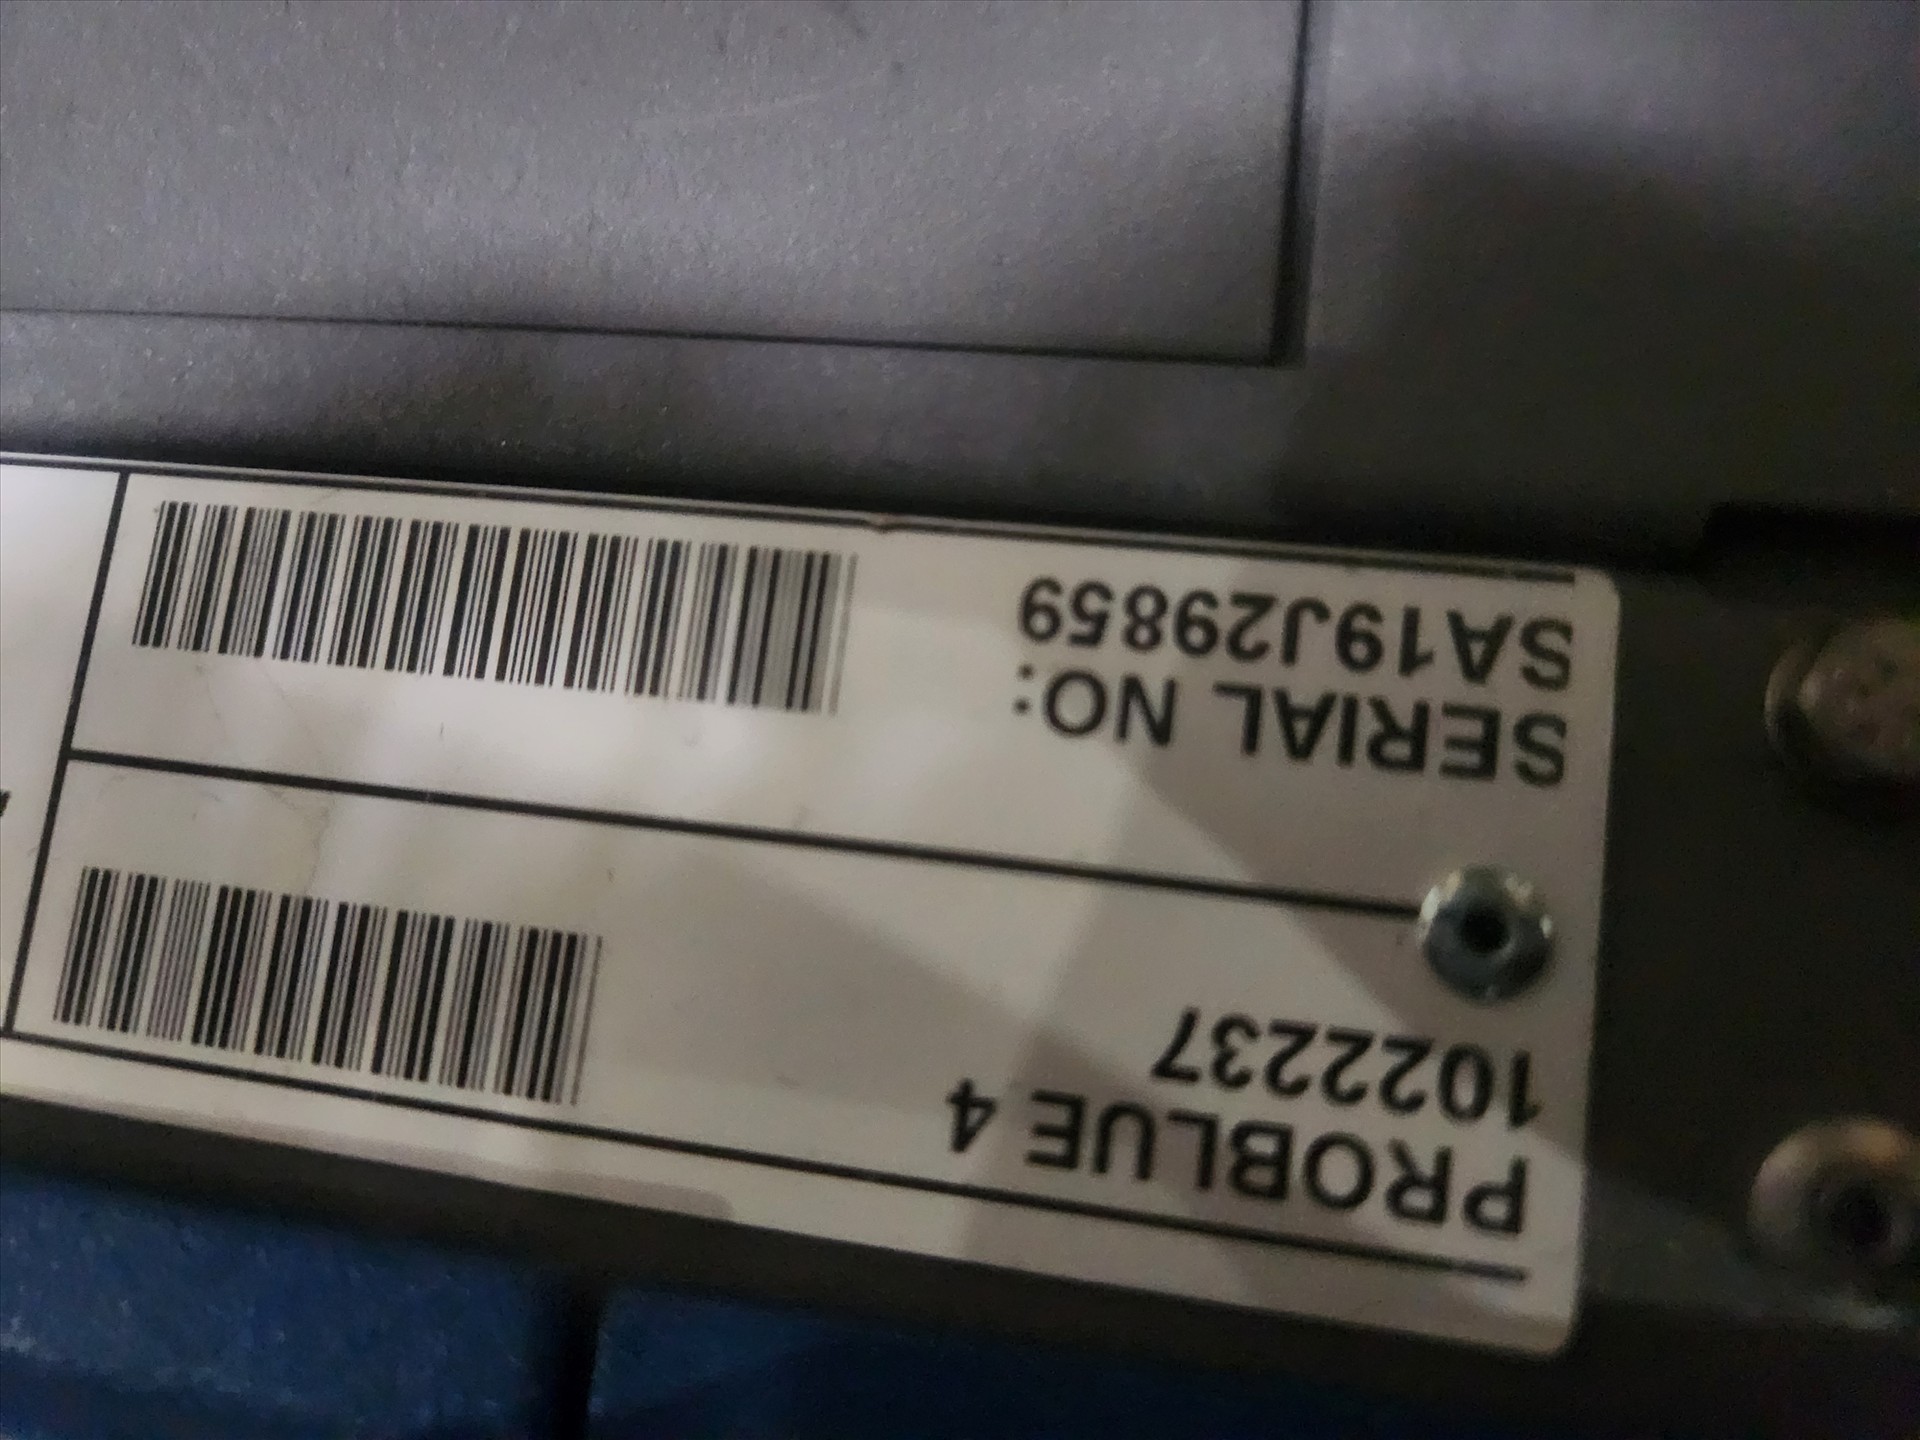 PROBLUE 4
1022237
SERIAL NO:
SA19J29859